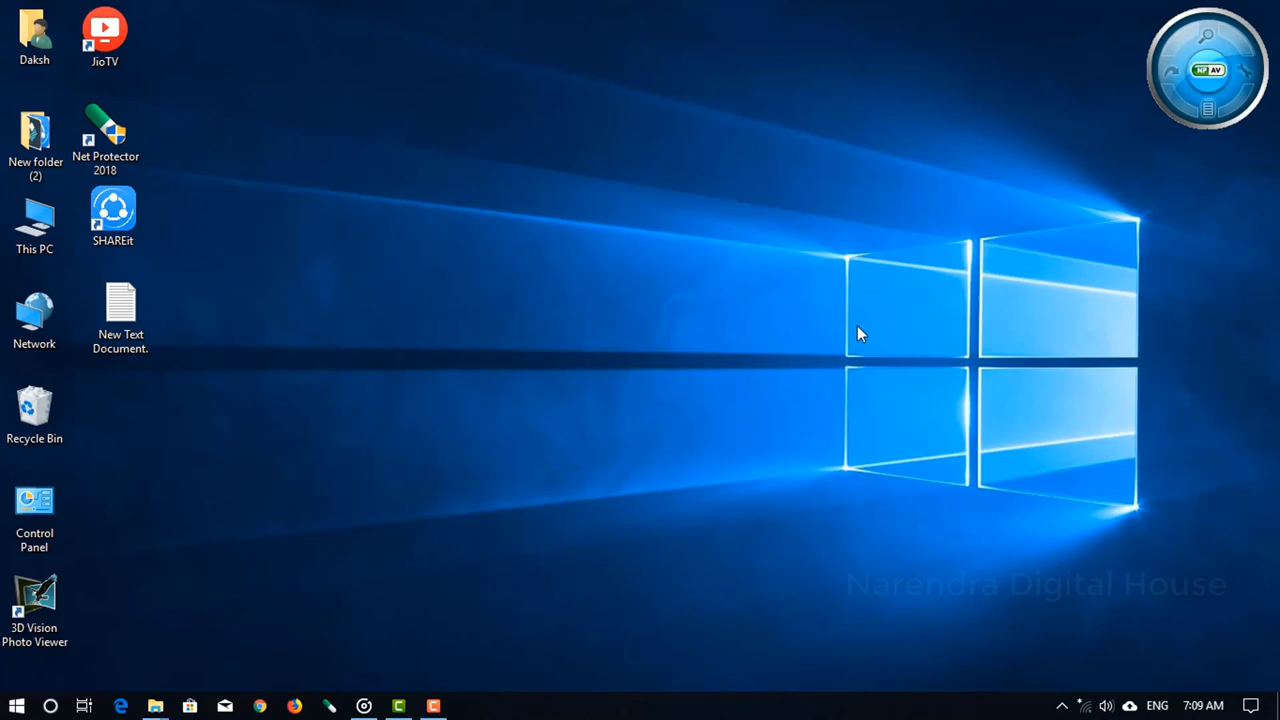 Daksh
JioTV
New folder
(2)
Net Protector
2018
This PC
SHAREit
Network
New Text
Document.
Recycle Bin
Control
Panel
3D Vision
Photo Viewer
NP AV
Narendra Digital House
ENG
7:09 AM